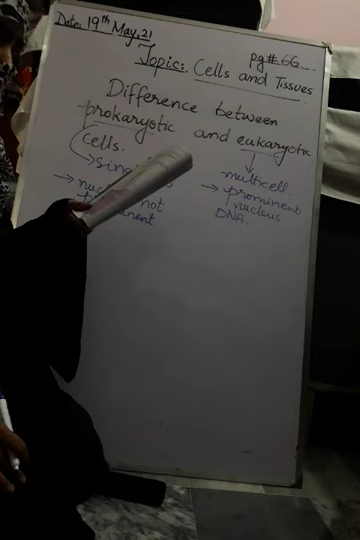 Date: 19th May, 21
pg# 66
Topic:. Cells and Tissues
Difference between
prokaryotic and eukaryotic
Cells.
multicell.
→ not
→ prominent
nucleus
DNA.